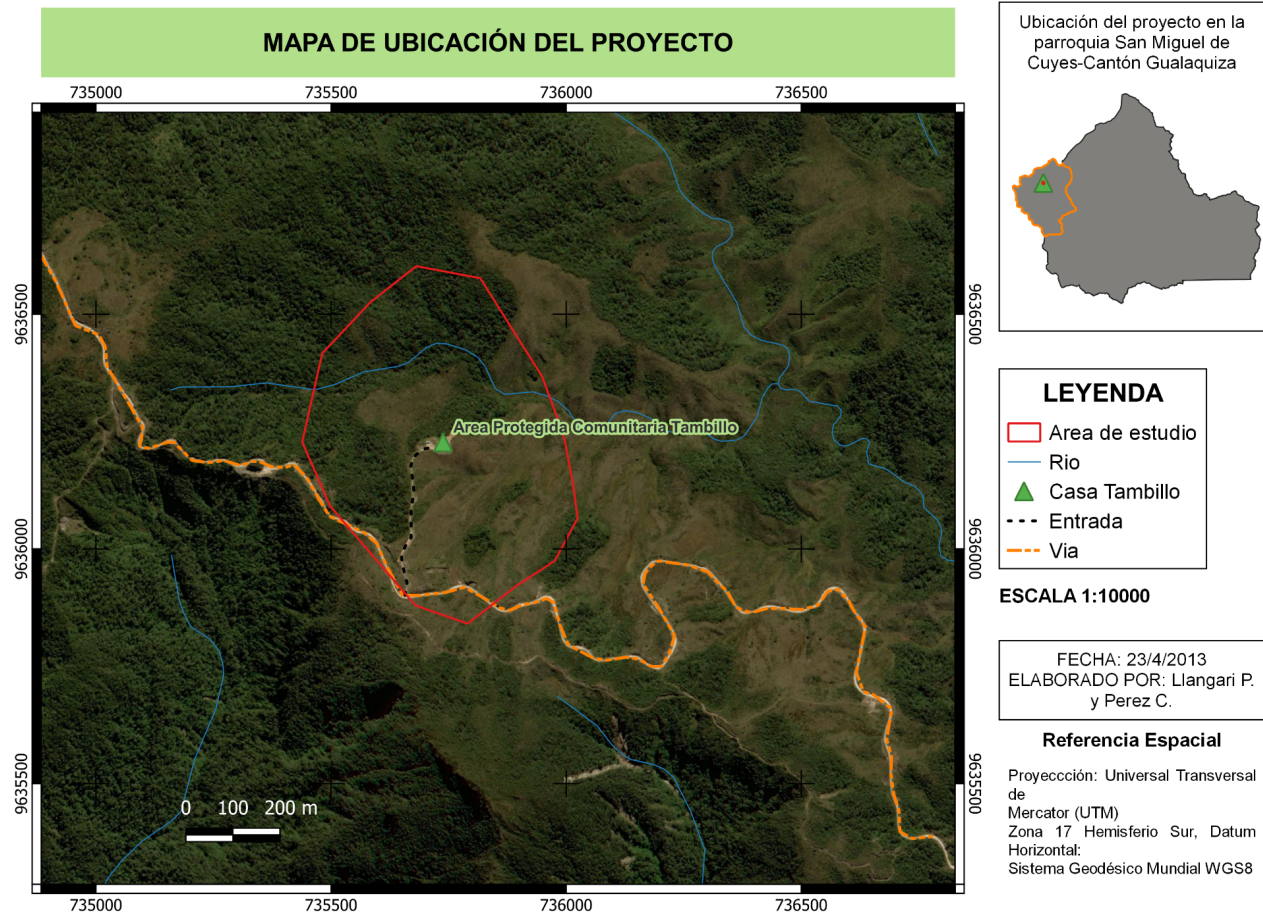 MAPA DE UBICACIÓN DEL PROYECTO
735000
735500
736000
736500
9636500
9636000
9635500
9636500
9636000
9635500
Area Protegida Comunitaria Tambillo
0 100 200 m
735000
735500
736000
736500
Ubicación del proyecto en la
parroquia San Miguel de
Cuyes-Cantón Gualaquiza
LEYENDA
Area de estudio
Rio
Casa Tambillo
Entrada
Via
ESCALA 1:10000
FECHA: 23/4/2013
ELABORADO POR: Llangari P.
y Perez C.
Referencia Espacial
Proyeccción: Universal Transversal
de
Mercator (UTM)
Zona 17 Hemisferio Sur, Datum
Horizontal:
Sistema Geodésico Mundial WGS8